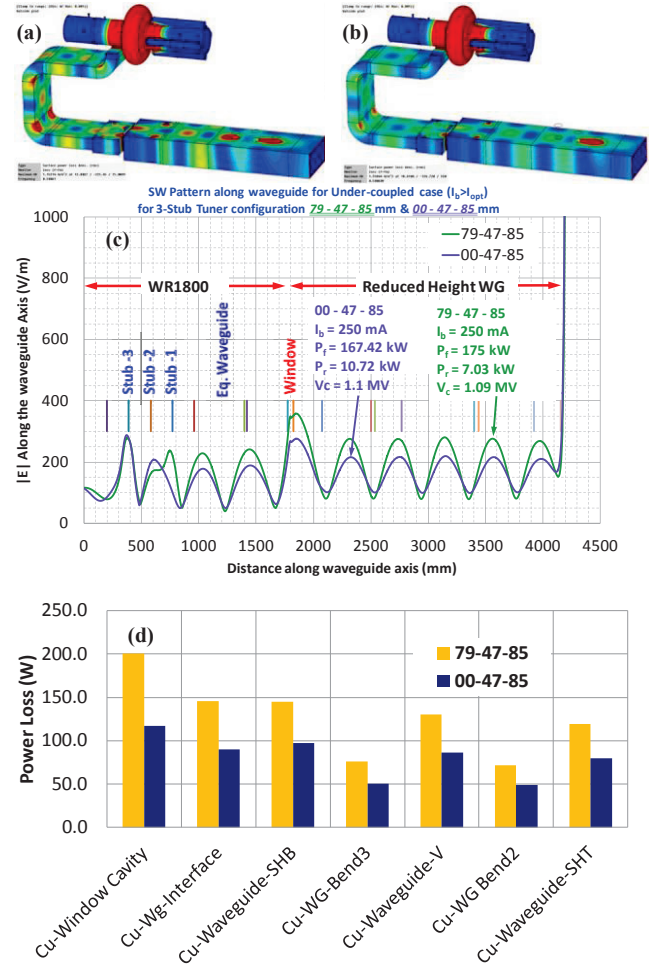 (a)
(b)
SW Pattern along waveguide for Under-coupled case (Ib>Iopt)
for 3-Stub Tuner configuration 79 - 47 - 85 mm & 00 - 47 - 85 mm
(c)
79-47-85
00-47-85
WR1800
Reduced Height WG
Stub -3
Stub -2
Stub -1
Eq. Waveguide
Window
00 - 47 - 85
Ib = 250 mA
Pf = 167.42 kW
Pr = 10.72 kW
Vc = 1.1 MV
79 - 47 - 85
Ib = 250 mA
Pf = 175 kW
Pr = 7.03 kW
Vc = 1.09 MV
|E| Along the waveguide Axis (V/m)
1000
800
600
400
200
0
0 500 1000 1500 2000 2500 3000 3500 4000 4500
Distance along waveguide axis (mm)
(d)
79-47-85
00-47-85
Power Loss (W)
250.0
200.0
150.0
100.0
50.0
0.0
Cu-Window Cavity
Cu-Wg-Interface
Cu-Waveguide-SHB
Cu-WG-Bend3
Cu-Waveguide-V
Cu-WG Bend2
Cu-Waveguide-SHT